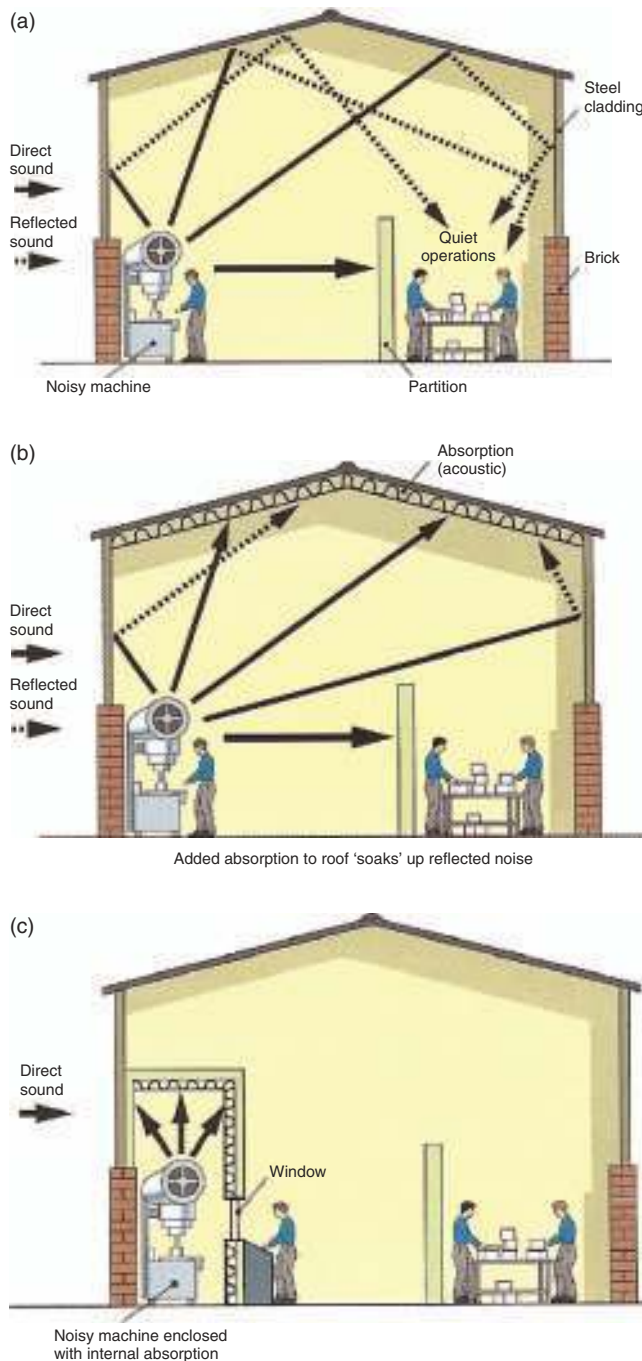 (a)
Steel
cladding
Direct
sound
Reflected
sound
Quiet
operations
Brick
Noisy machine
Partition
(b)
Absorption
(acoustic)
Direct
sound
Reflected
sound
Added absorption to roof ‘soaks’ up reflected noise
(c)
Direct
sound
Window
Noisy machine enclosed
with internal absorption